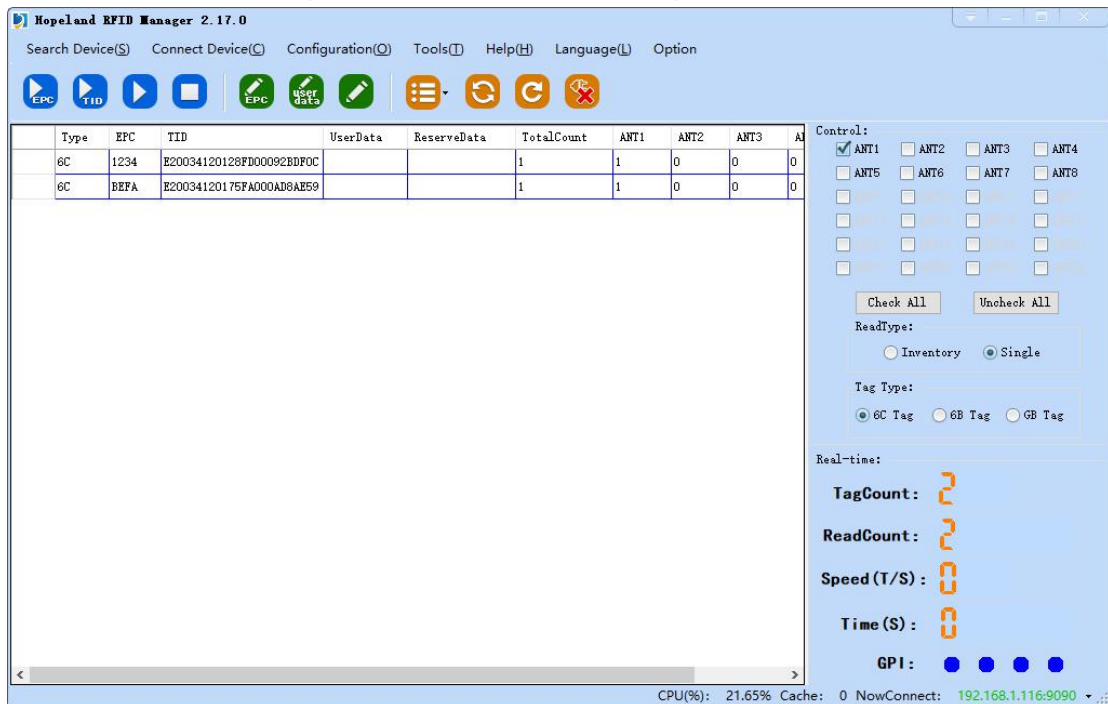 Hopeland RFID Manager 2.17.0
Search Device(S) Connect Device(C) Configuration(O) Tools(T) Help(H) Language(L) Option
EPC TID EPC user data
Type EPC TID UserData ReserveData TotalCount ANT1 ANT2 ANT3
6C 1234 E20034120128FD00092BDF0C 1 1 0 0 0
6C BEFA E20034120175FA000AD8AE59 1 1 0 0 0
Control:
ANT1 ANT2 ANT3 ANT4
ANT5 ANT6 ANT7 ANT8
Check All Uncheck All
ReadType:
Inventory Single
Tag Type:
6C Tag 6B Tag GB Tag
Real-time:
TagCount: 2
ReadCount: 2
Speed(T/S): 0
Time(S): 0
GPI:
CPU(%): 21.65% Cache: 0 NowConnect: 192.168.1.116:9090